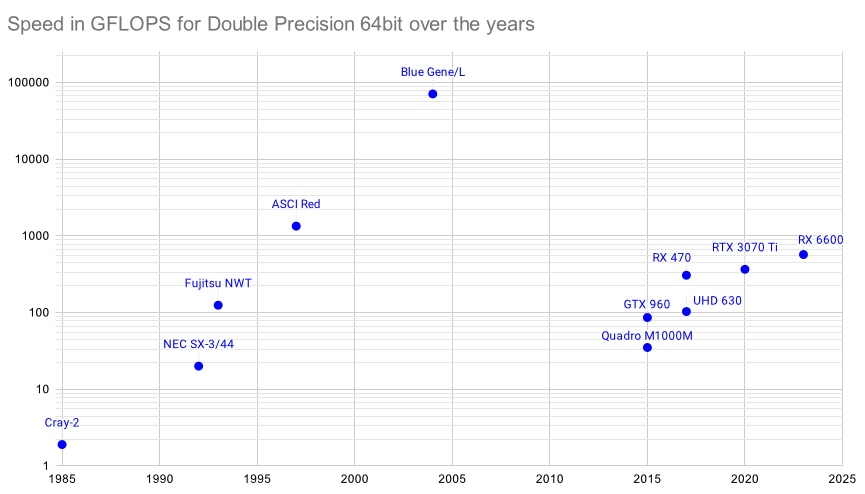 Speed in GFLOPS for Double Precision 64bit over the years
100000
10000
1000
100
10
1
Blue Gene/L
ASCI Red
Fujitsu NWT
NEC SX-3/44
Cray-2
RX 6600
RTX 3070 Ti
RX 470
UHD 630
GTX 960
Quadro M1000M
1985
1990
1995
2000
2005
2010
2015
2020
2025